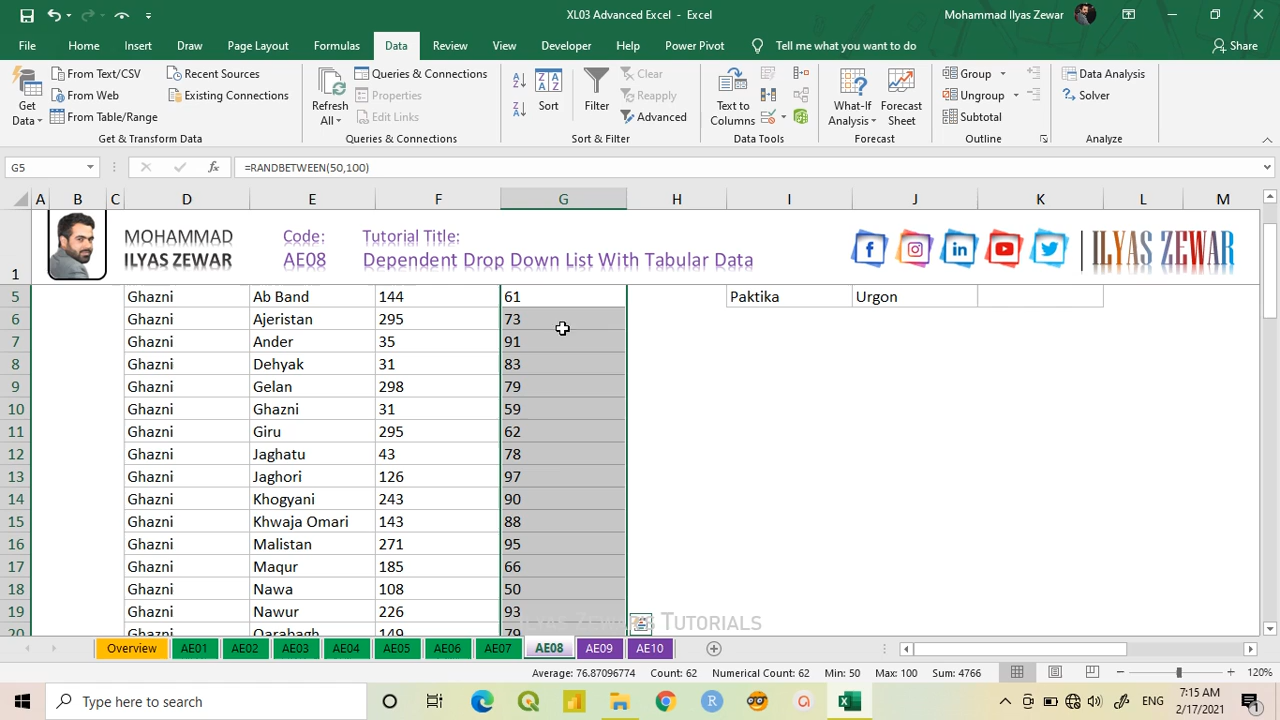 XL03 Advanced Excel - Excel
Mohammad Ilyas Zewar
File Home Insert Draw Page Layout Formulas Data Review View Developer Help Power Pivot Tell me what you want to do Share
Get Data
From Text/CSV
From Web
From Table/Range
Recent Sources
Existing Connections
Get & Transform Data
Refresh All
Queries & Connections
Properties
Edit Links
Queries & Connections
Sort
Filter
Clear
Reapply
Advanced
Sort & Filter
Text to Columns
Data Tools
What-If Analysis
Forecast Sheet
Forecast
Group
Ungroup
Subtotal
Outline
Data Analysis
Solver
Analyze
G5 fx =RANDBETWEEN(50,100)
A B C D E F G H I J K L M
1
MOHAMMAD
ILYAS ZEWAR
Code:
AE08
Tutorial Title:
Dependent Drop Down List With Tabular Data
ILYAS ZEWAR
5 Ghazni Ab Band 144 61 Paktika Urgon
6 Ghazni Ajeristan 295 73
7 Ghazni Ander 35 91
8 Ghazni Dehyak 31 83
9 Ghazni Gelan 298 79
10 Ghazni Ghazni 31 59
11 Ghazni Giru 295 62
12 Ghazni Jaghatu 43 78
13 Ghazni Jaghori 126 97
14 Ghazni Khogyani 243 90
15 Ghazni Khwaja Omari 143 88
16 Ghazni Malistan 271 95
17 Ghazni Maqur 185 66
18 Ghazni Nawa 108 50
19 Ghazni Nawur 226 93
20 Ghazni Qarabagh 149 79
ILYAS ZEWAR'S TUTORIALS
Overview AE01 AE02 AE03 AE04 AE05 AE06 AE07 AE08 AE09 AE10
Average: 76.87096774 Count: 62 Numerical Count: 62 Min: 50 Max: 100 Sum: 4766 120%
Type here to search
ENG
7:15 AM
2/17/2021